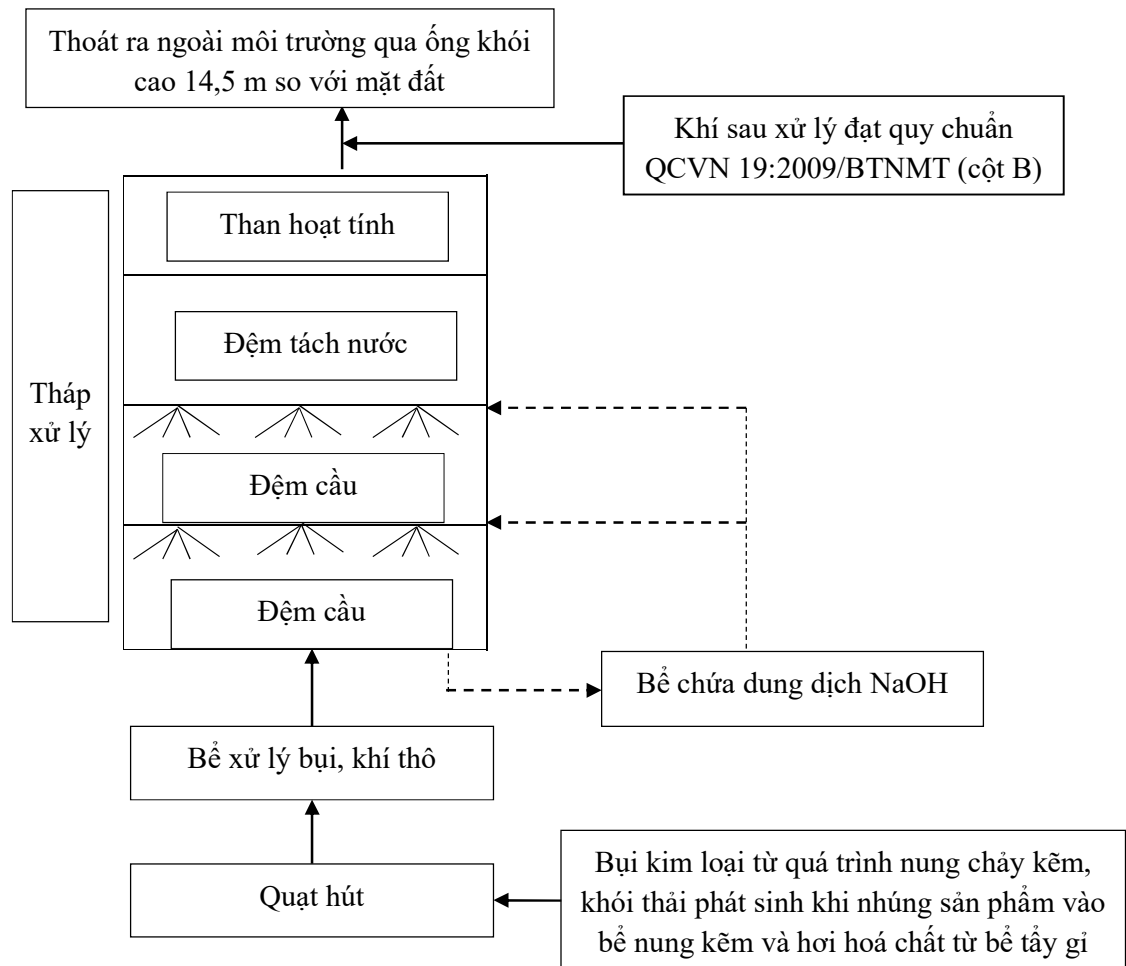 Thoát ra ngoài môi trường qua ống khói
cao 14,5 m so với mặt đất
Khí sau xử lý đạt quy chuẩn
QCVN 19:2009/BTNMT (cột B)
Than hoạt tính
Đệm tách nước
Tháp
xử lý
Đệm cầu
Đệm cầu
Bể chứa dung dịch NaOH
Bể xử lý bụi, khí thô
Quạt hút
Bụi kim loại từ quá trình nung chảy kẽm,
khói thải phát sinh khi nhúng sản phẩm vào
bể nung kẽm và hơi hoá chất từ bể tẩy gỉ